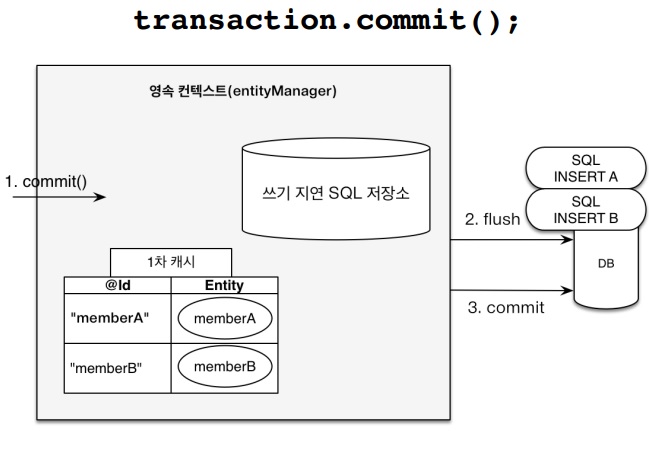 transaction.commit();
영속 컨텍스트(entityManager)
1. commit()
쓰기 지연 SQL 저장소
SQL
INSERT A
SQL
INSERT B
2. flush
DB
3. commit
1차 캐시
@Id Entity
"memberA" memberA
"memberB" memberB